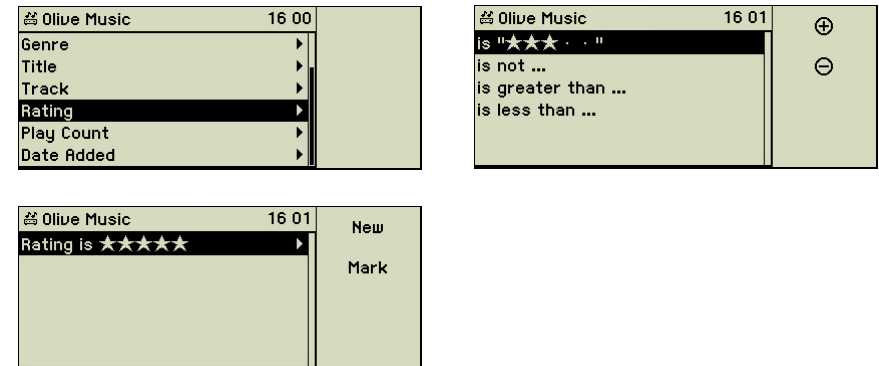 Olive Music 16 00
Genre
Title
Track
Rating
Play Count
Date Added
Olive Music 16 01
is "★★★ · · "
is not ...
is greater than ...
is less than ...
Olive Music 16 01
Rating is ★★★★★
New
Mark